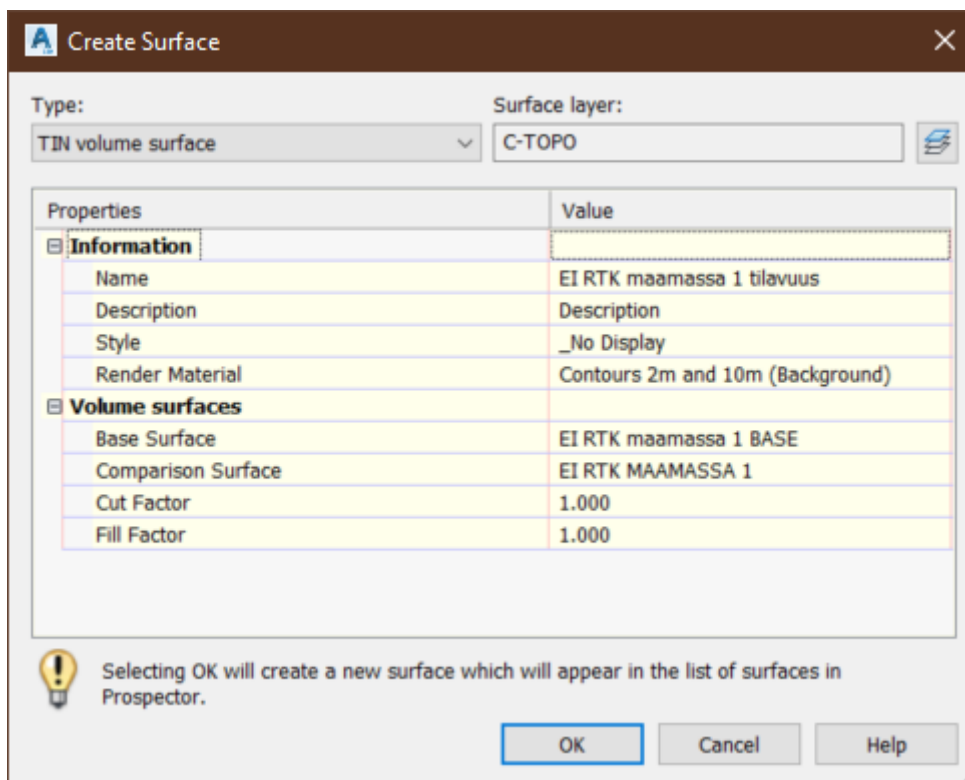 Create Surface
Type:
Surface layer:
TIN volume surface
C-TOPO
Properties
Value
Information
Name
EI RTK maamassa 1 tilavuus
Description
Description
Style
_No Display
Render Material
Contours 2m and 10m (Background)
Volume surfaces
Base Surface
EI RTK maamassa 1 BASE
Comparison Surface
EI RTK MAAMASSA 1
Cut Factor
1.000
Fill Factor
1.000
Selecting OK will create a new surface which will appear in the list of surfaces in
Prospector.
OK
Cancel
Help